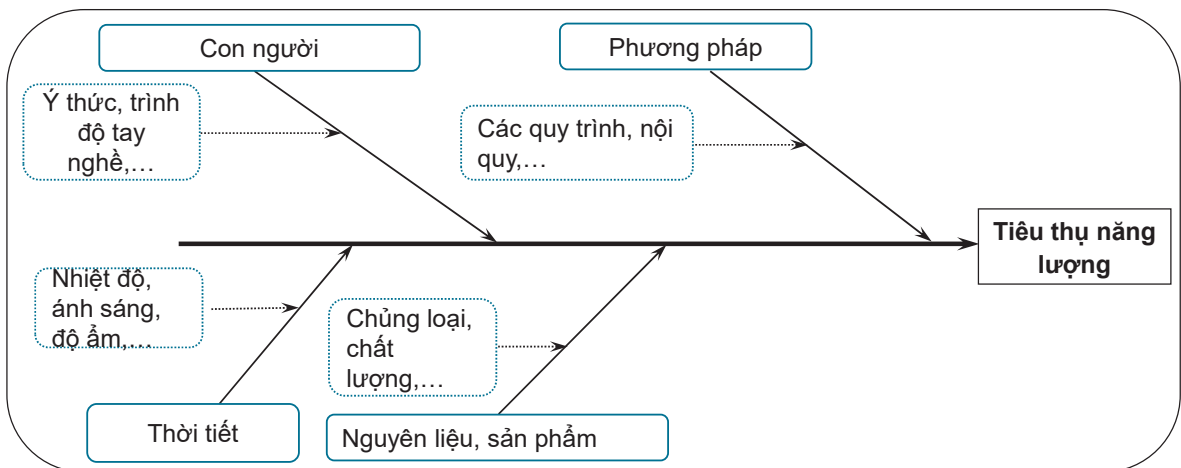 Con người
Phương pháp
Ý thức, trình
độ tay
nghề,…
Các quy trình, nội
quy,…
Tiêu thụ năng
lượng
Nhiệt độ,
ánh sáng,
độ ẩm,…
Chủng loại,
chất
lượng,…
Thời tiết
Nguyên liệu, sản phẩm